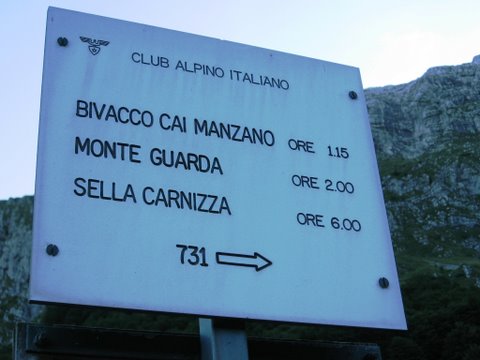 CLUB ALPINO ITALIANO
BIVACCO CAI MANZANO ORE 1.15
MONTE GUARDA ORE 2.00
SELLA CARNIZZA ORE 6.00
731